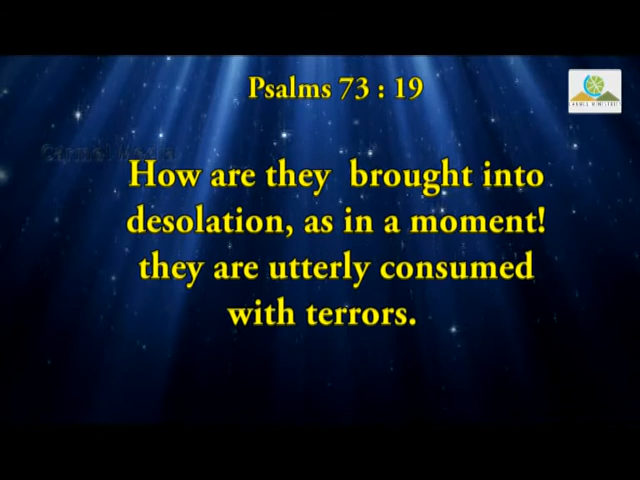 Psalms 73 : 19
How are they brought into
desolation, as in a moment!
they are utterly consumed
with terrors.